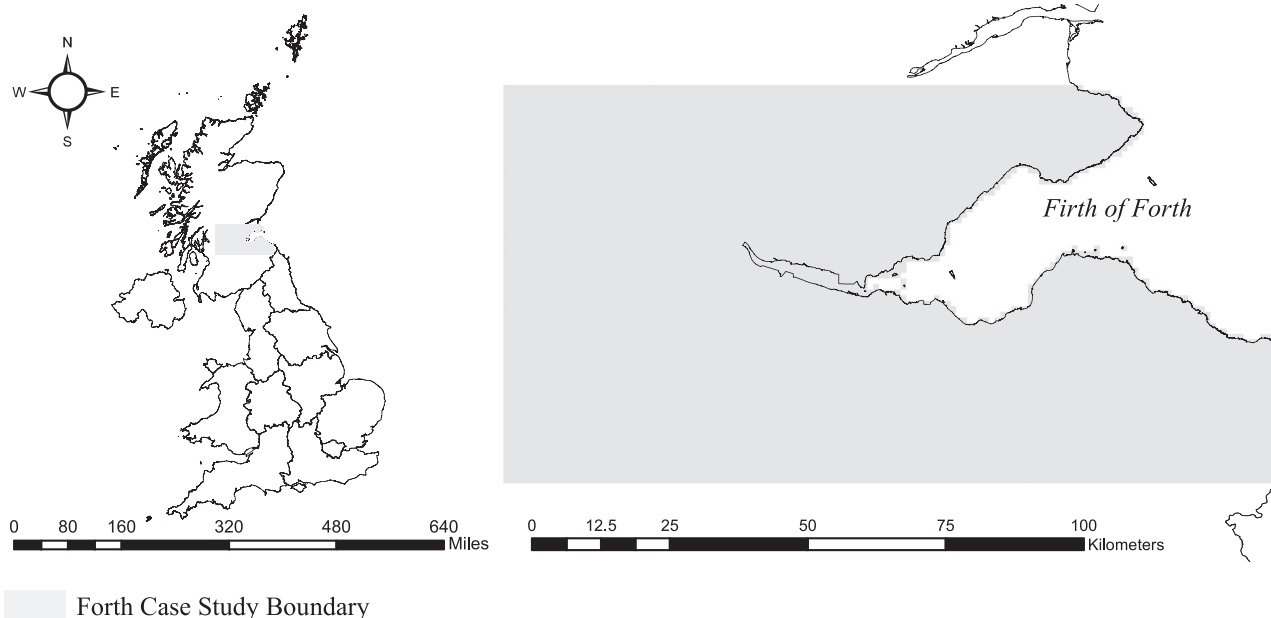 N
W E
S
Firth of Forth
0 80 160 320 480 640
Miles
0 12.5 25 50 75 100
Kilometers
Forth Case Study Boundary